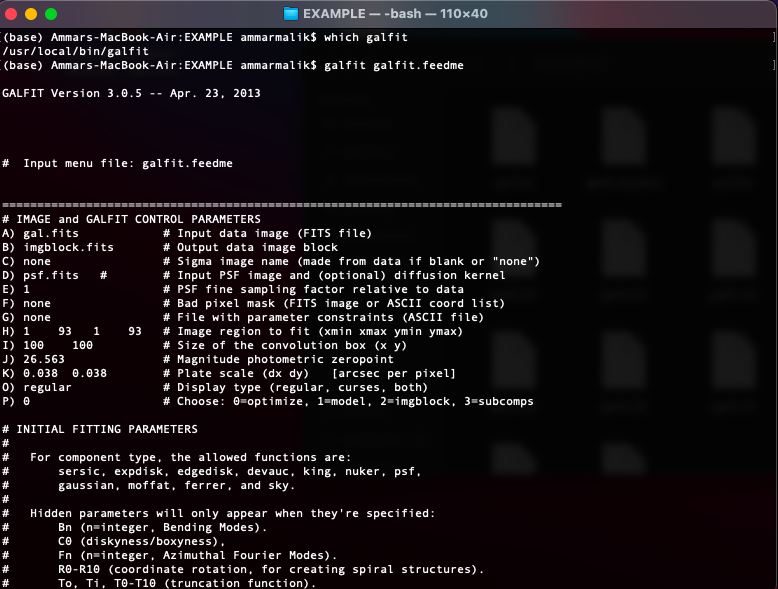 EXAMPLE — -bash — 110×40
[(base) Ammars-MacBook-Air:EXAMPLE ammarmalik$ which galfit ]
/usr/local/bin/galfit
[(base) Ammars-MacBook-Air:EXAMPLE ammarmalik$ galfit galfit.feedme ]
GALFIT Version 3.0.5 -- Apr. 23, 2013
#  Input menu file: galfit.feedme
================================================================================
# IMAGE and GALFIT CONTROL PARAMETERS
A) gal.fits            # Input data image (FITS file)
B) imgblock.fits       # Output data image block
C) none                # Sigma image name (made from data if blank or "none")
D) psf.fits   #        # Input PSF image and (optional) diffusion kernel
E) 1                   # PSF fine sampling factor relative to data
F) none                # Bad pixel mask (FITS image or ASCII coord list)
G) none                # File with parameter constraints (ASCII file)
H) 1    93   1    93   # Image region to fit (xmin xmax ymin ymax)
I) 100    100          # Size of the convolution box (x y)
J) 26.563              # Magnitude photometric zeropoint
K) 0.038  0.038        # Plate scale (dx dy)   [arcsec per pixel]
O) regular             # Display type (regular, curses, both)
P) 0                   # Choose: 0=optimize, 1=model, 2=imgblock, 3=subcomps
# INITIAL FITTING PARAMETERS
#
#   For component type, the allowed functions are:
#       sersic, expdisk, edgedisk, devauc, king, nuker, psf,
#       gaussian, moffat, ferrer, and sky.
#
#   Hidden parameters will only appear when they're specified:
#       Bn (n=integer, Bending Modes).
#       C0 (diskyness/boxyness),
#       Fn (n=integer, Azimuthal Fourier Modes).
#       R0-R10 (coordinate rotation, for creating spiral structures).
#       To, Ti, T0-T10 (truncation function).